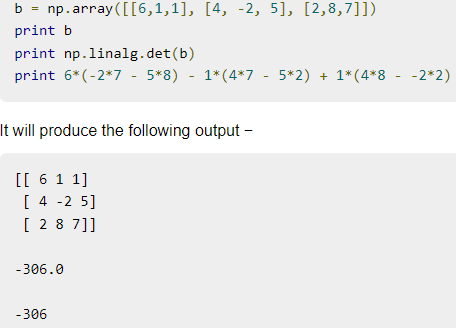 b = np.array([[6,1,1], [4, -2, 5], [2,8,7]])
print b
print np.linalg.det(b)
print 6*(-2*7 - 5*8) - 1*(4*7 - 5*2) + 1*(4*8 - -2*2)
It will produce the following output −
[[ 6 1 1]
[ 4 -2 5]
[ 2 8 7]]
-306.0
-306